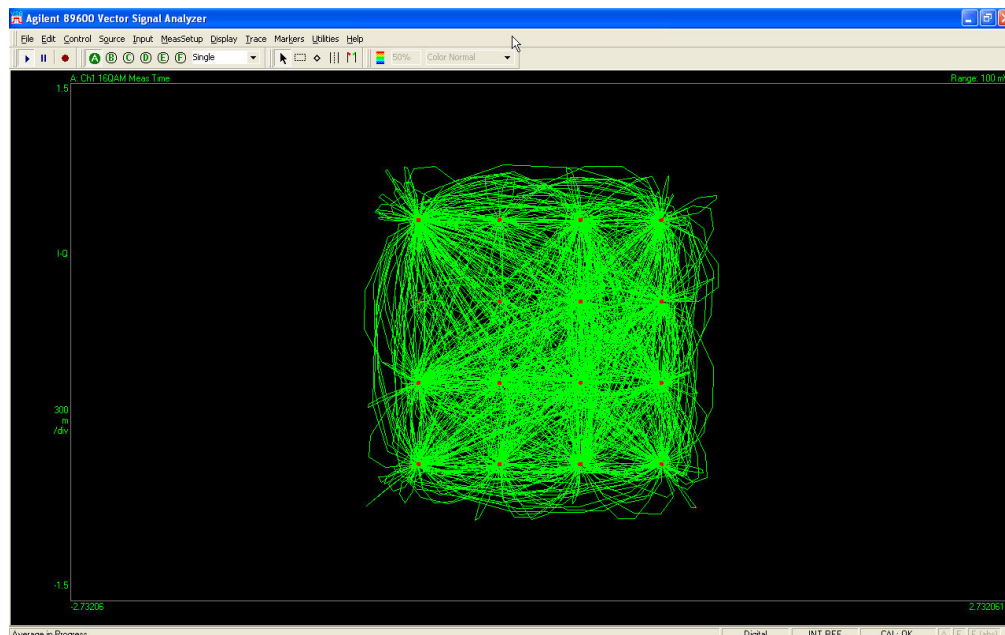 Agilent 89600 Vector Signal Analyzer
File Edit Control Source Input MeasSetup Display Trace Markers Utilities Help
A B C D E F Single 50% Color Normal
A: Ch1 16QAM Meas Time Range: 100 m
1.5
I-Q
300
m
/div
-1.5
-2.73206 2.732061
Average in Progress Digital INT REF CAL: OK